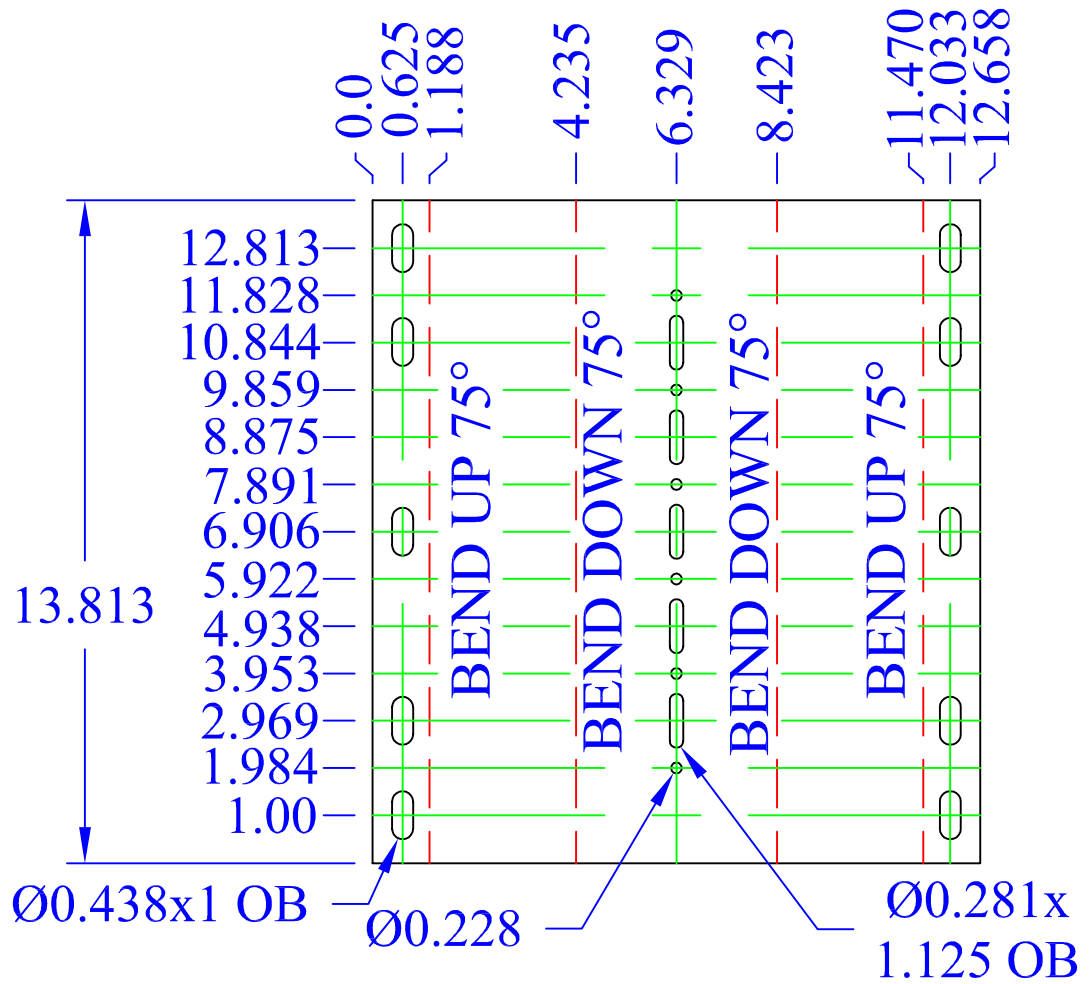 0.0
0.625
1.188
4.235
6.329
8.423
11.470
12.033
12.658
12.813
11.828
10.844
9.859
8.875
7.891
6.906
5.922
4.938
3.953
2.969
1.984
1.00
13.813
BEND UP 75°
BEND DOWN 75°
BEND DOWN 75°
BEND UP 75°
Ø0.438x1 OB
Ø0.228
Ø0.281x
1.125 OB